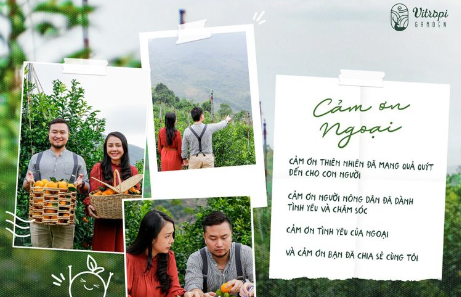 Vitropi
GARDEN
Cảm ơn
Ngoại
CẢM ƠN THIÊN NHIÊN ĐÃ MANG QUẢ QUÝT
ĐẾN CHO CON NGƯỜI
CẢM ƠN NGƯỜI NÔNG DÂN ĐÃ DÀNH
TÌNH YÊU VÀ CHĂM SÓC
CẢM ƠN TÌNH YÊU CỦA NGOẠI
VÀ CẢM ƠN BẠN ĐÃ CHIA SẺ CÙNG TÔI